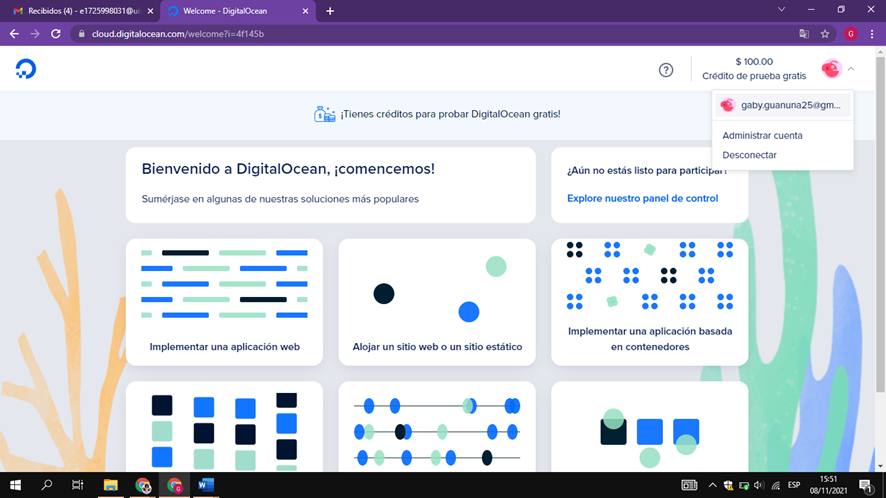 Recibidos (4) - e1725998031@ui
Welcome - DigitalOcean
cloud.digitalocean.com/welcome?i=4f145b
G
?
$ 100.00
Crédito de prueba gratis
¡Tienes créditos para probar DigitalOcean gratis!
gaby.guanuna25@gm...
Administrar cuenta
Desconectar
Bienvenido a DigitalOcean, ¡comencemos!
Sumérjase en algunas de nuestras soluciones más populares
¿Aún no estás listo para participar?
Explore nuestro panel de control
Implementar una aplicación web
Alojar un sitio web o un sitio estático
Implementar una aplicación basada
en contenedores
ESP
15:51
08/11/2021
1